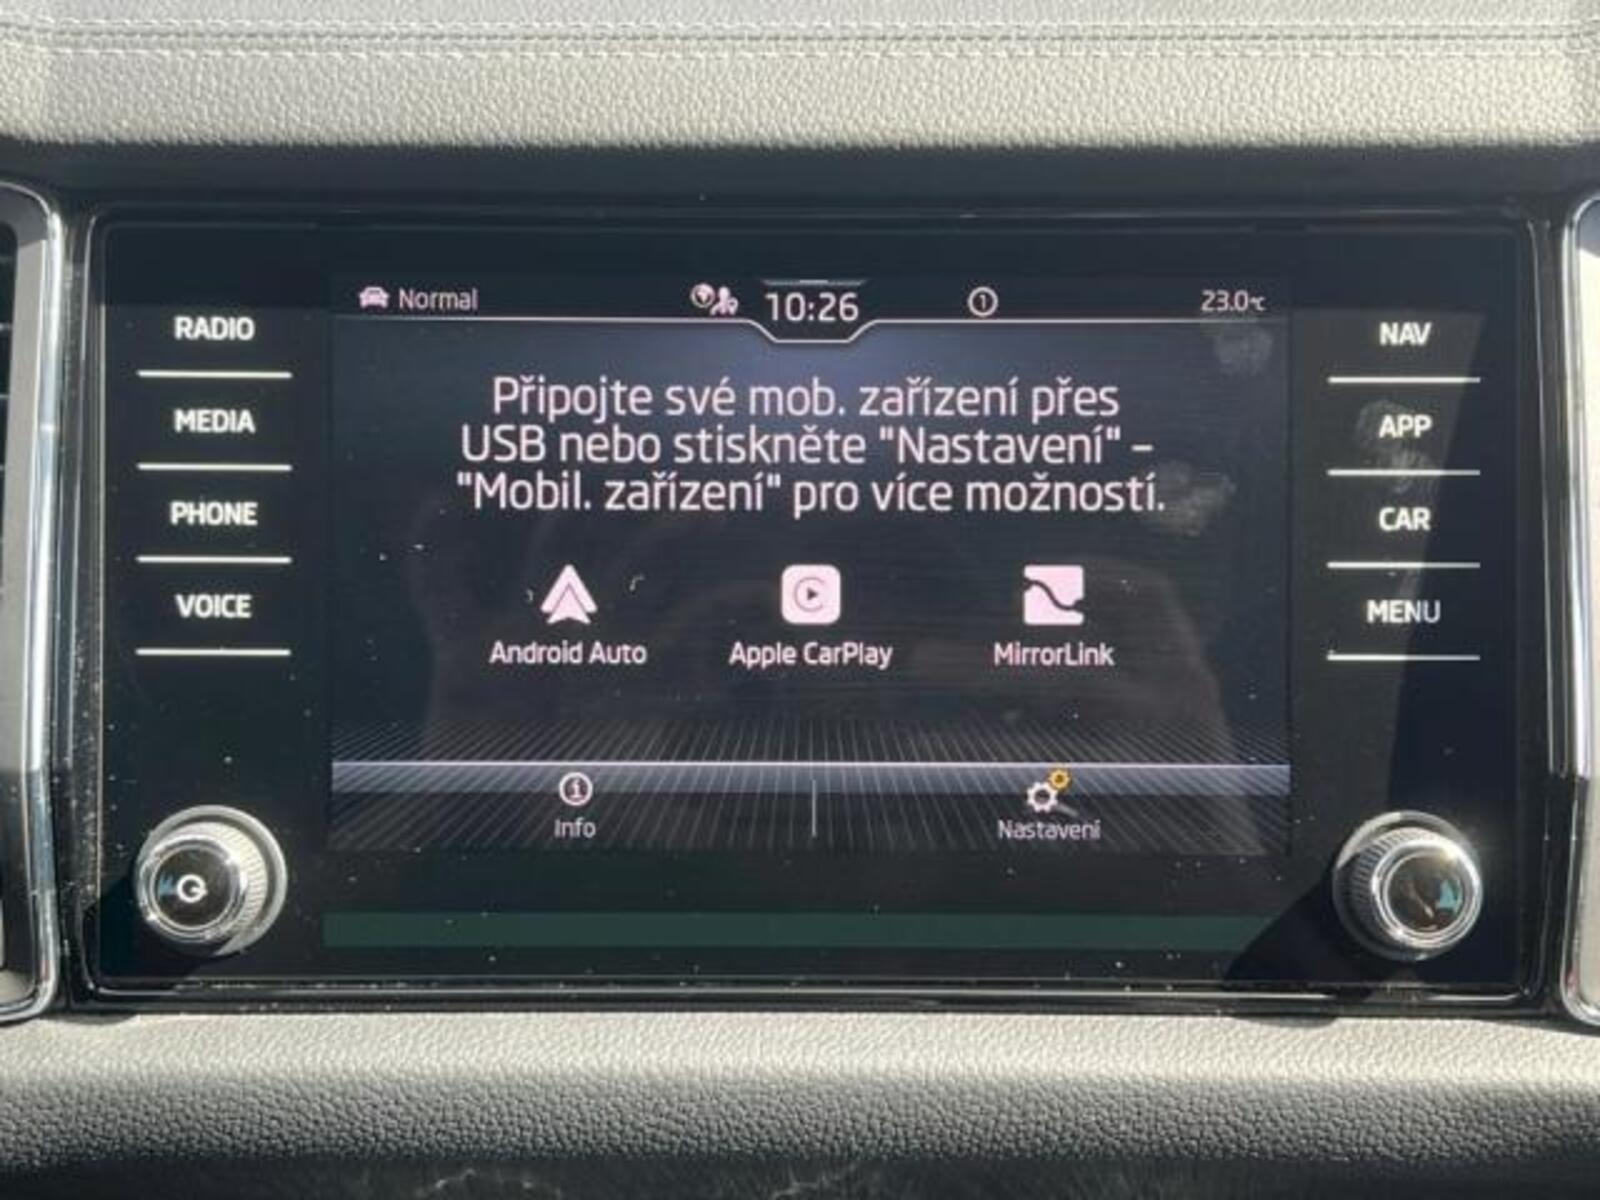 Normal 10:26 1 23.0°C
RADIO
MEDIA
PHONE
VOICE
Připojte své mob. zařízení přes
USB nebo stiskněte "Nastavení" –
"Mobil. zařízení" pro více možností.
Android Auto Apple CarPlay MirrorLink
Info Nastavení
NAV
APP
CAR
MENU